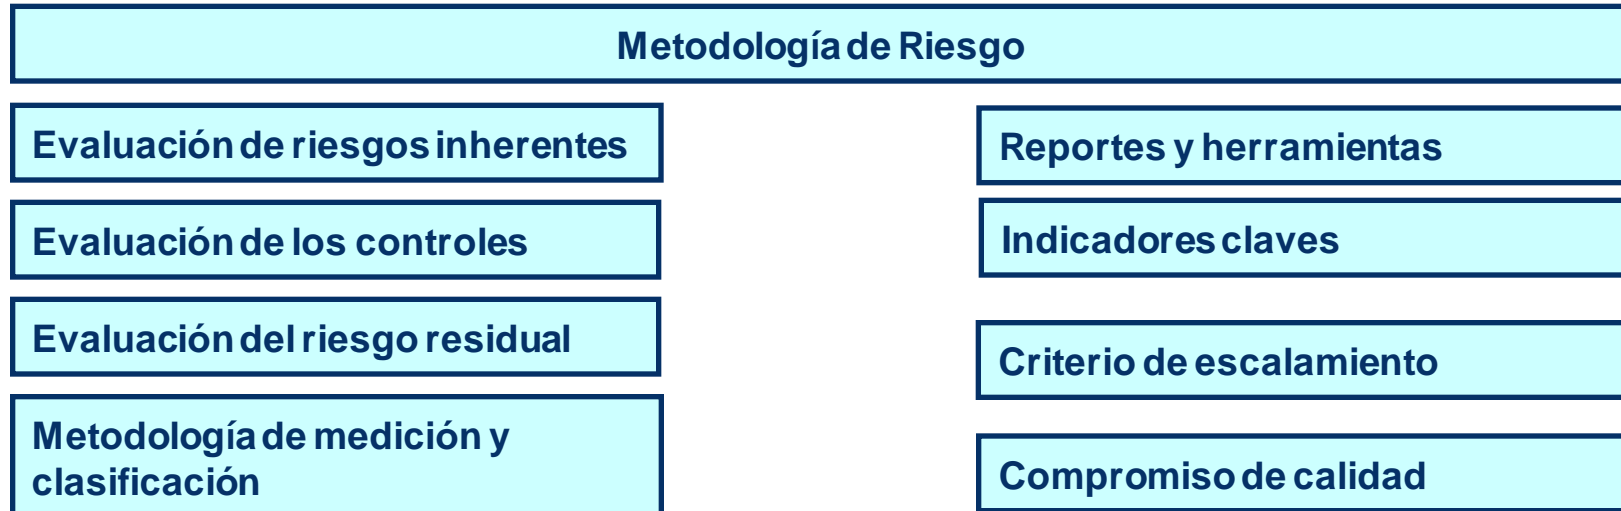 Metodología de Riesgo
Evaluación de riesgos inherentes
Evaluación de los controles
Evaluación del riesgo residual
Metodología de medición y
clasificación
Reportes y herramientas
Indicadores claves
Criterio de escalamiento
Compromiso de calidad